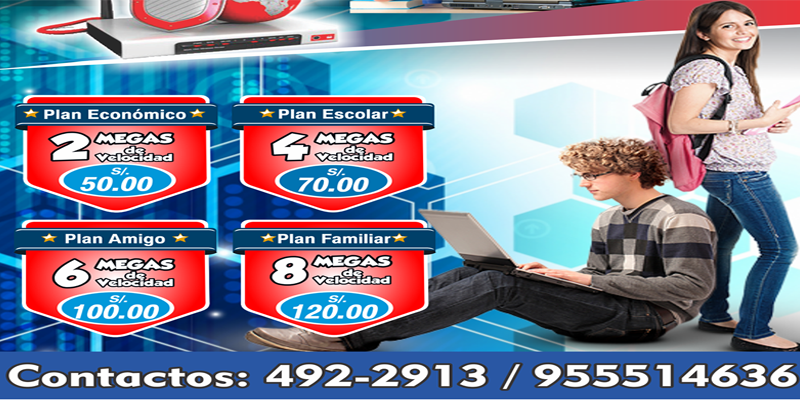 Plan Económico
2 MEGAS
de
Velocidad
S/.
50.00
Plan Escolar
4 MEGAS
de
Velocidad
S/.
70.00
Plan Amigo
6 MEGAS
de
Velocidad
S/.
100.00
Plan Familiar
8 MEGAS
de
Velocidad
S/.
120.00
Contactos: 492-2913 / 955514636